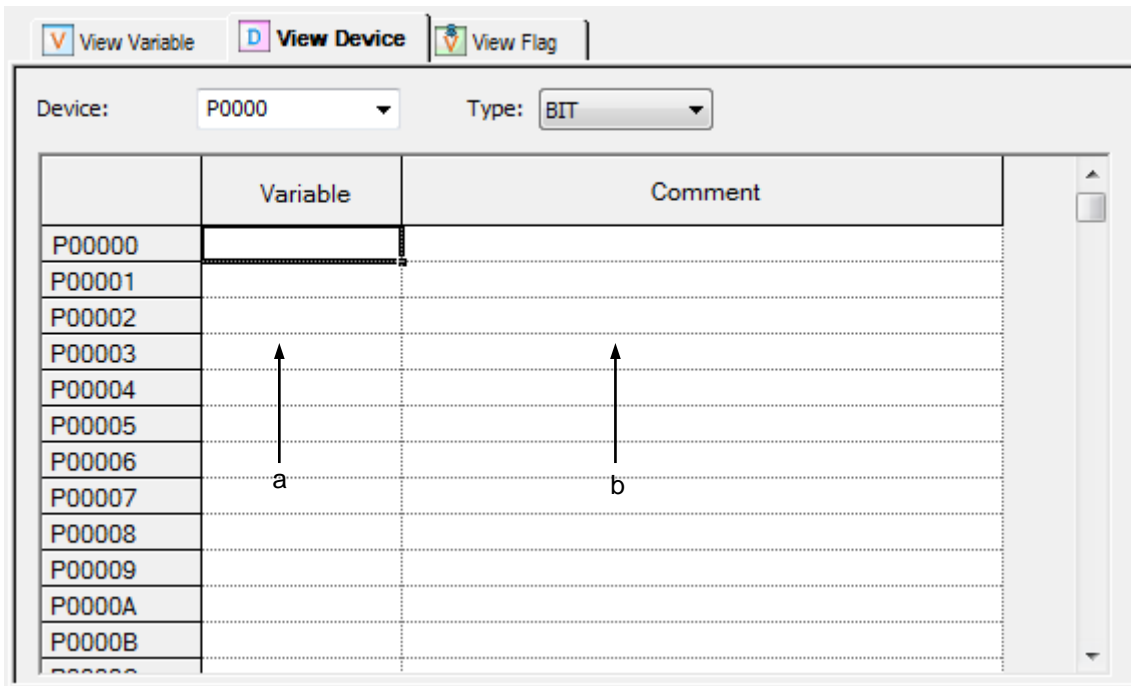 V View Variable D View Device V View Flag
Device: P0000 Type: BIT
Variable Comment
P00000
P00001
P00002
P00003
P00004
P00005
P00006
a b
P00007
P00008
P00009
P0000A
P0000B